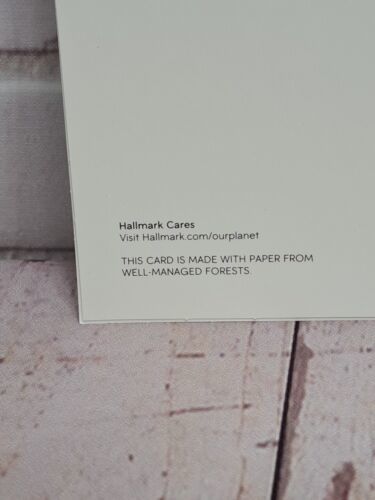 Hallmark Cares
Visit Hallmark.com/ourplanet
THIS CARD IS MADE WITH PAPER FROM
WELL-MANAGED FORESTS.